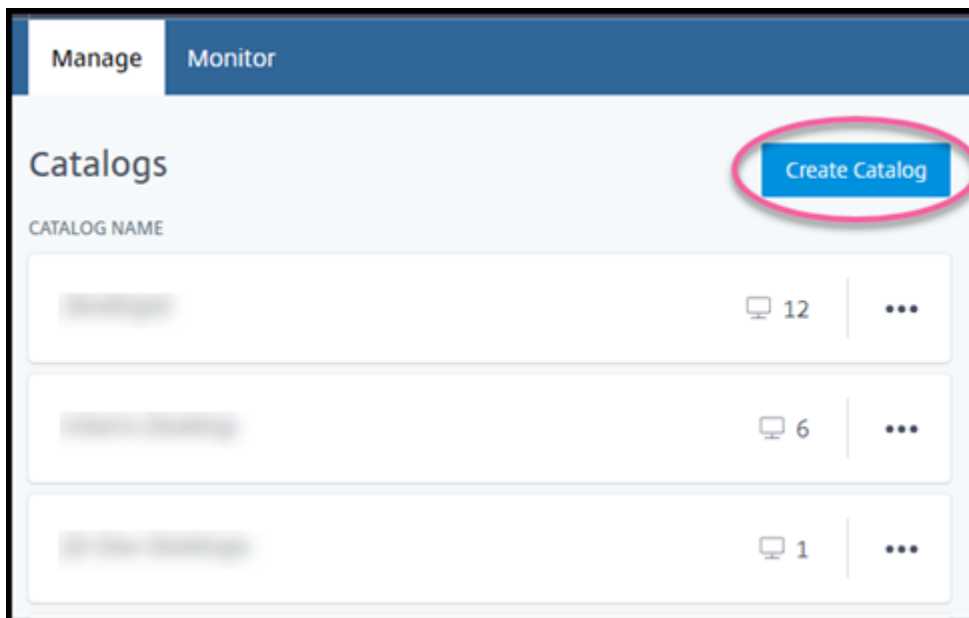 Manage Monitor
Catalogs
Create Catalog
CATALOG NAME
12 •••
6 •••
1 •••